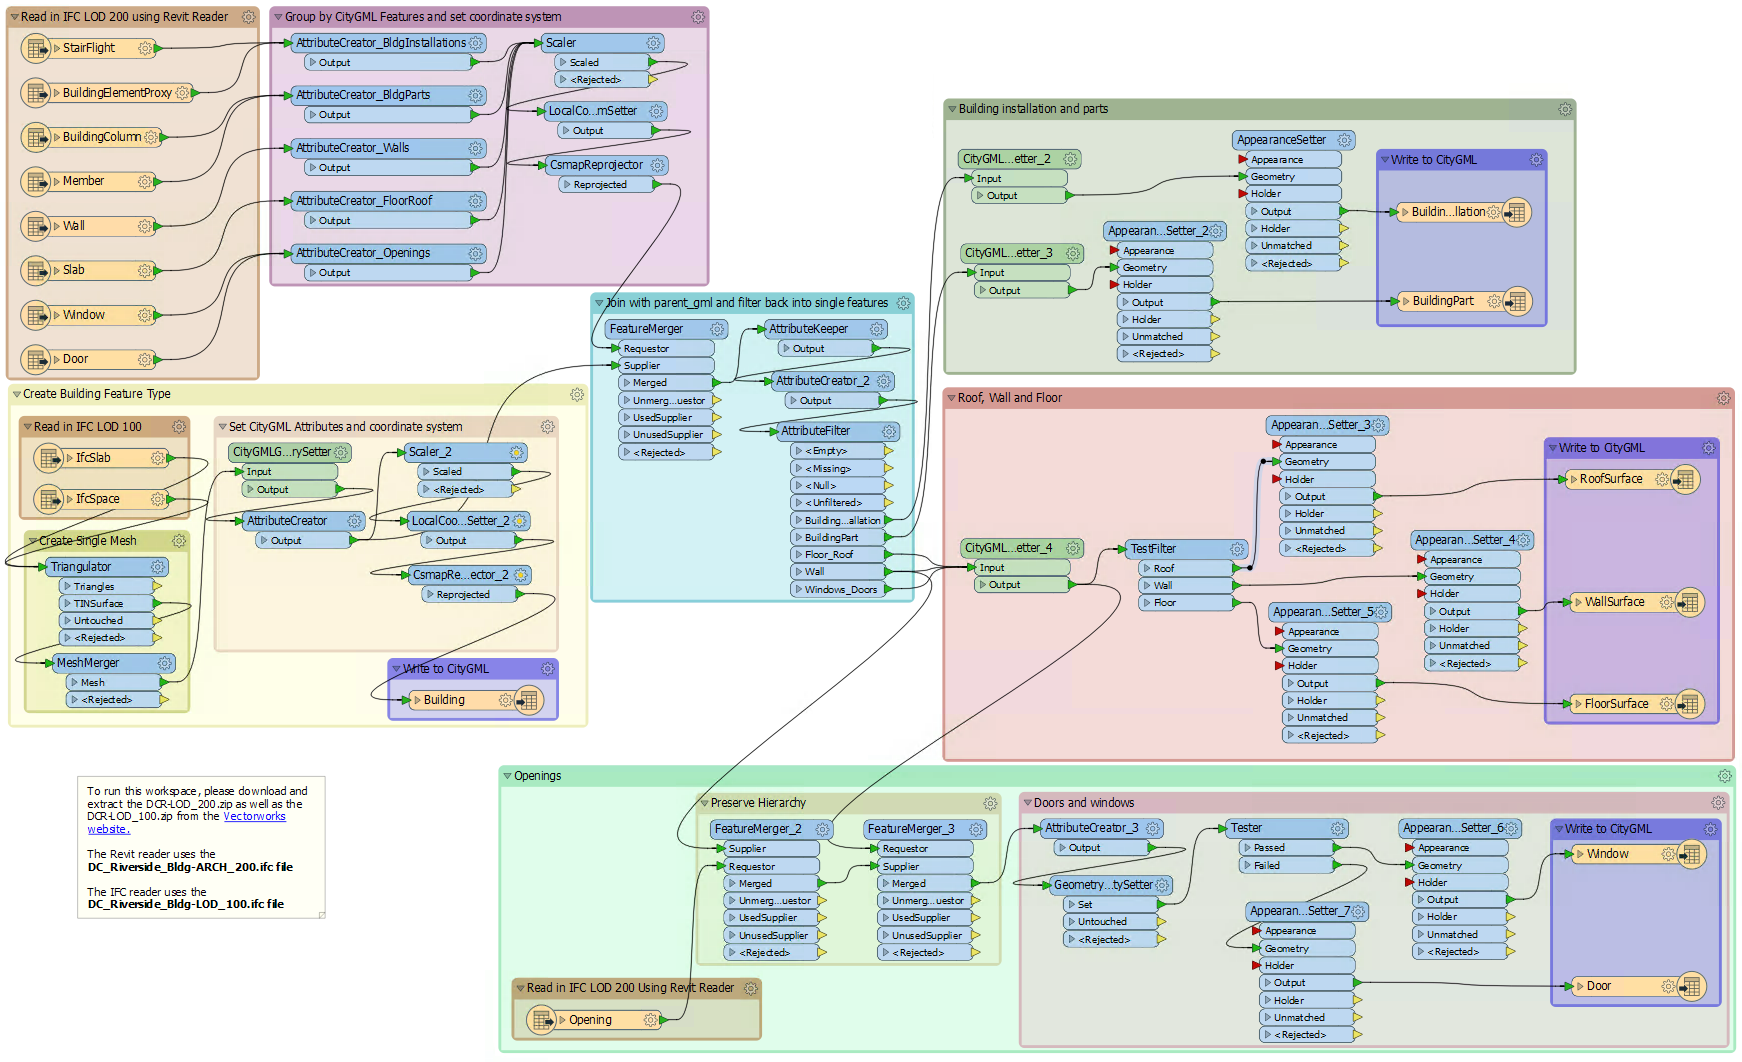 Read in IFC LOD 200 using Revit Reader
StairFlight
BuildingElementProxy
BuildingColumn
Member
Wall
Slab
Window
Door
Group by CityGML Features and set coordinate system
AttributeCreator_BldgInstallations
Output
AttributeCreator_BldgParts
Output
AttributeCreator_Walls
Output
AttributeCreator_FloorRoof
Output
AttributeCreator_Openings
Output
Scaler
Scaled
<Rejected>
LocalCo...mSetter
Output
CsmapReprojector
Reprojected
Create Building Feature Type
Read in IFC LOD 100
IfcSlab
IfcSpace
Create Single Mesh
Triangulator
Triangles
TINSurface
Untouched
<Rejected>
MeshMerger
Mesh
<Rejected>
Set CityGML Attributes and coordinate system
CityGMLG...rySetter
Input
Output
AttributeCreator
Output
Scaler_2
Scaled
<Rejected>
LocalCoo...Setter_2
Output
CsmapRe...ector_2
Reprojected
Write to CityGML
Building
Join with parent_gml and filter back into single features
FeatureMerger
Requestor
Supplier
Merged
Unmerg...uestor
UsedSupplier
UnusedSupplier
<Rejected>
AttributeKeeper
Output
AttributeCreator_2
Output
AttributeFilter
<Empty>
<Missing>
<Null>
<Unfiltered>
Building...allation
BuildingPart
Floor_Roof
Wall
Windows_Doors
Building installation and parts
CityGML...etter_2
Input
Output
CityGML...etter_3
Input
Output
AppearanceSetter
Appearance
Geometry
Holder
Output
Holder
Unmatched
<Rejected>
Appearan...Setter_2
Appearance
Geometry
Holder
Output
Holder
Unmatched
<Rejected>
Write to CityGML
Buildin...llation
BuildingPart
Roof, Wall and Floor
CityGML...etter_4
Input
Output
TestFilter
Roof
Wall
Floor
Appearan...Setter_3
Appearance
Geometry
Holder
Output
Holder
Unmatched
<Rejected>
Appearan...Setter_4
Appearance
Geometry
Holder
Output
Holder
Unmatched
<Rejected>
Appearan...Setter_5
Appearance
Geometry
Holder
Output
Holder
Unmatched
<Rejected>
Write to CityGML
RoofSurface
WallSurface
FloorSurface
To run this workspace, please download and
extract the DCR-LOD_200.zip as well as the
DCR-LOD_100.zip from the Vectorworks
website.
The Revit reader uses the
DC_Riverside_Bldg-ARCH_200.ifc file
The IFC reader uses the
DC_Riverside_Bldg-LOD_100.ifc file
Openings
Preserve Hierarchy
FeatureMerger_2
Supplier
Requestor
Merged
Unmerg...uestor
UsedSupplier
UnusedSupplier
<Rejected>
FeatureMerger_3
Requestor
Supplier
Merged
Unmerg...uestor
UsedSupplier
UnusedSupplier
<Rejected>
Read in IFC LOD 200 Using Revit Reader
Opening
Doors and windows
AttributeCreator_3
Output
Geometry...tySetter
Set
Untouched
<Rejected>
Tester
Passed
Failed
Appearan...Setter_6
Appearance
Geometry
Holder
Output
Holder
Unmatched
<Rejected>
Appearan...Setter_7
Appearance
Geometry
Holder
Output
Holder
Unmatched
<Rejected>
Write to CityGML
Window
Door